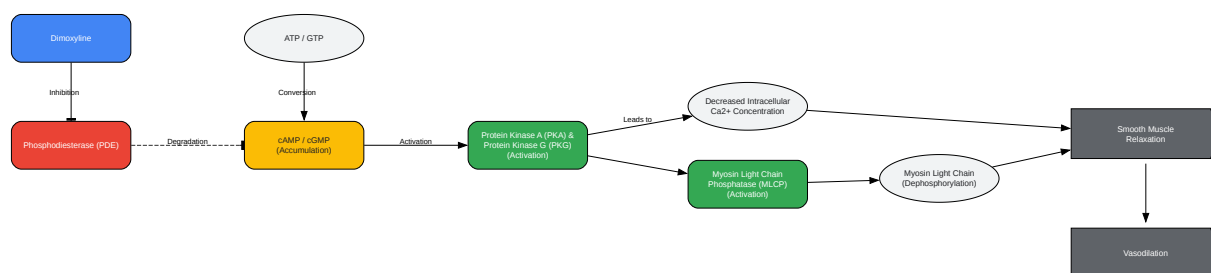 Dimoxyline
ATP / GTP
Inhibition
Conversion
Decreased Intracellular
Ca2+ Concentration
Leads to
Phosphodiesterase (PDE)
Degradation
cAMP / cGMP
(Accumulation)
Activation
Protein Kinase A (PKA) &
Protein Kinase G (PKG)
(Activation)
Smooth Muscle
Relaxation
Myosin Light Chain
Phosphatase (MLCP)
(Activation)
Myosin Light Chain
(Dephosphorylation)
Vasodilation